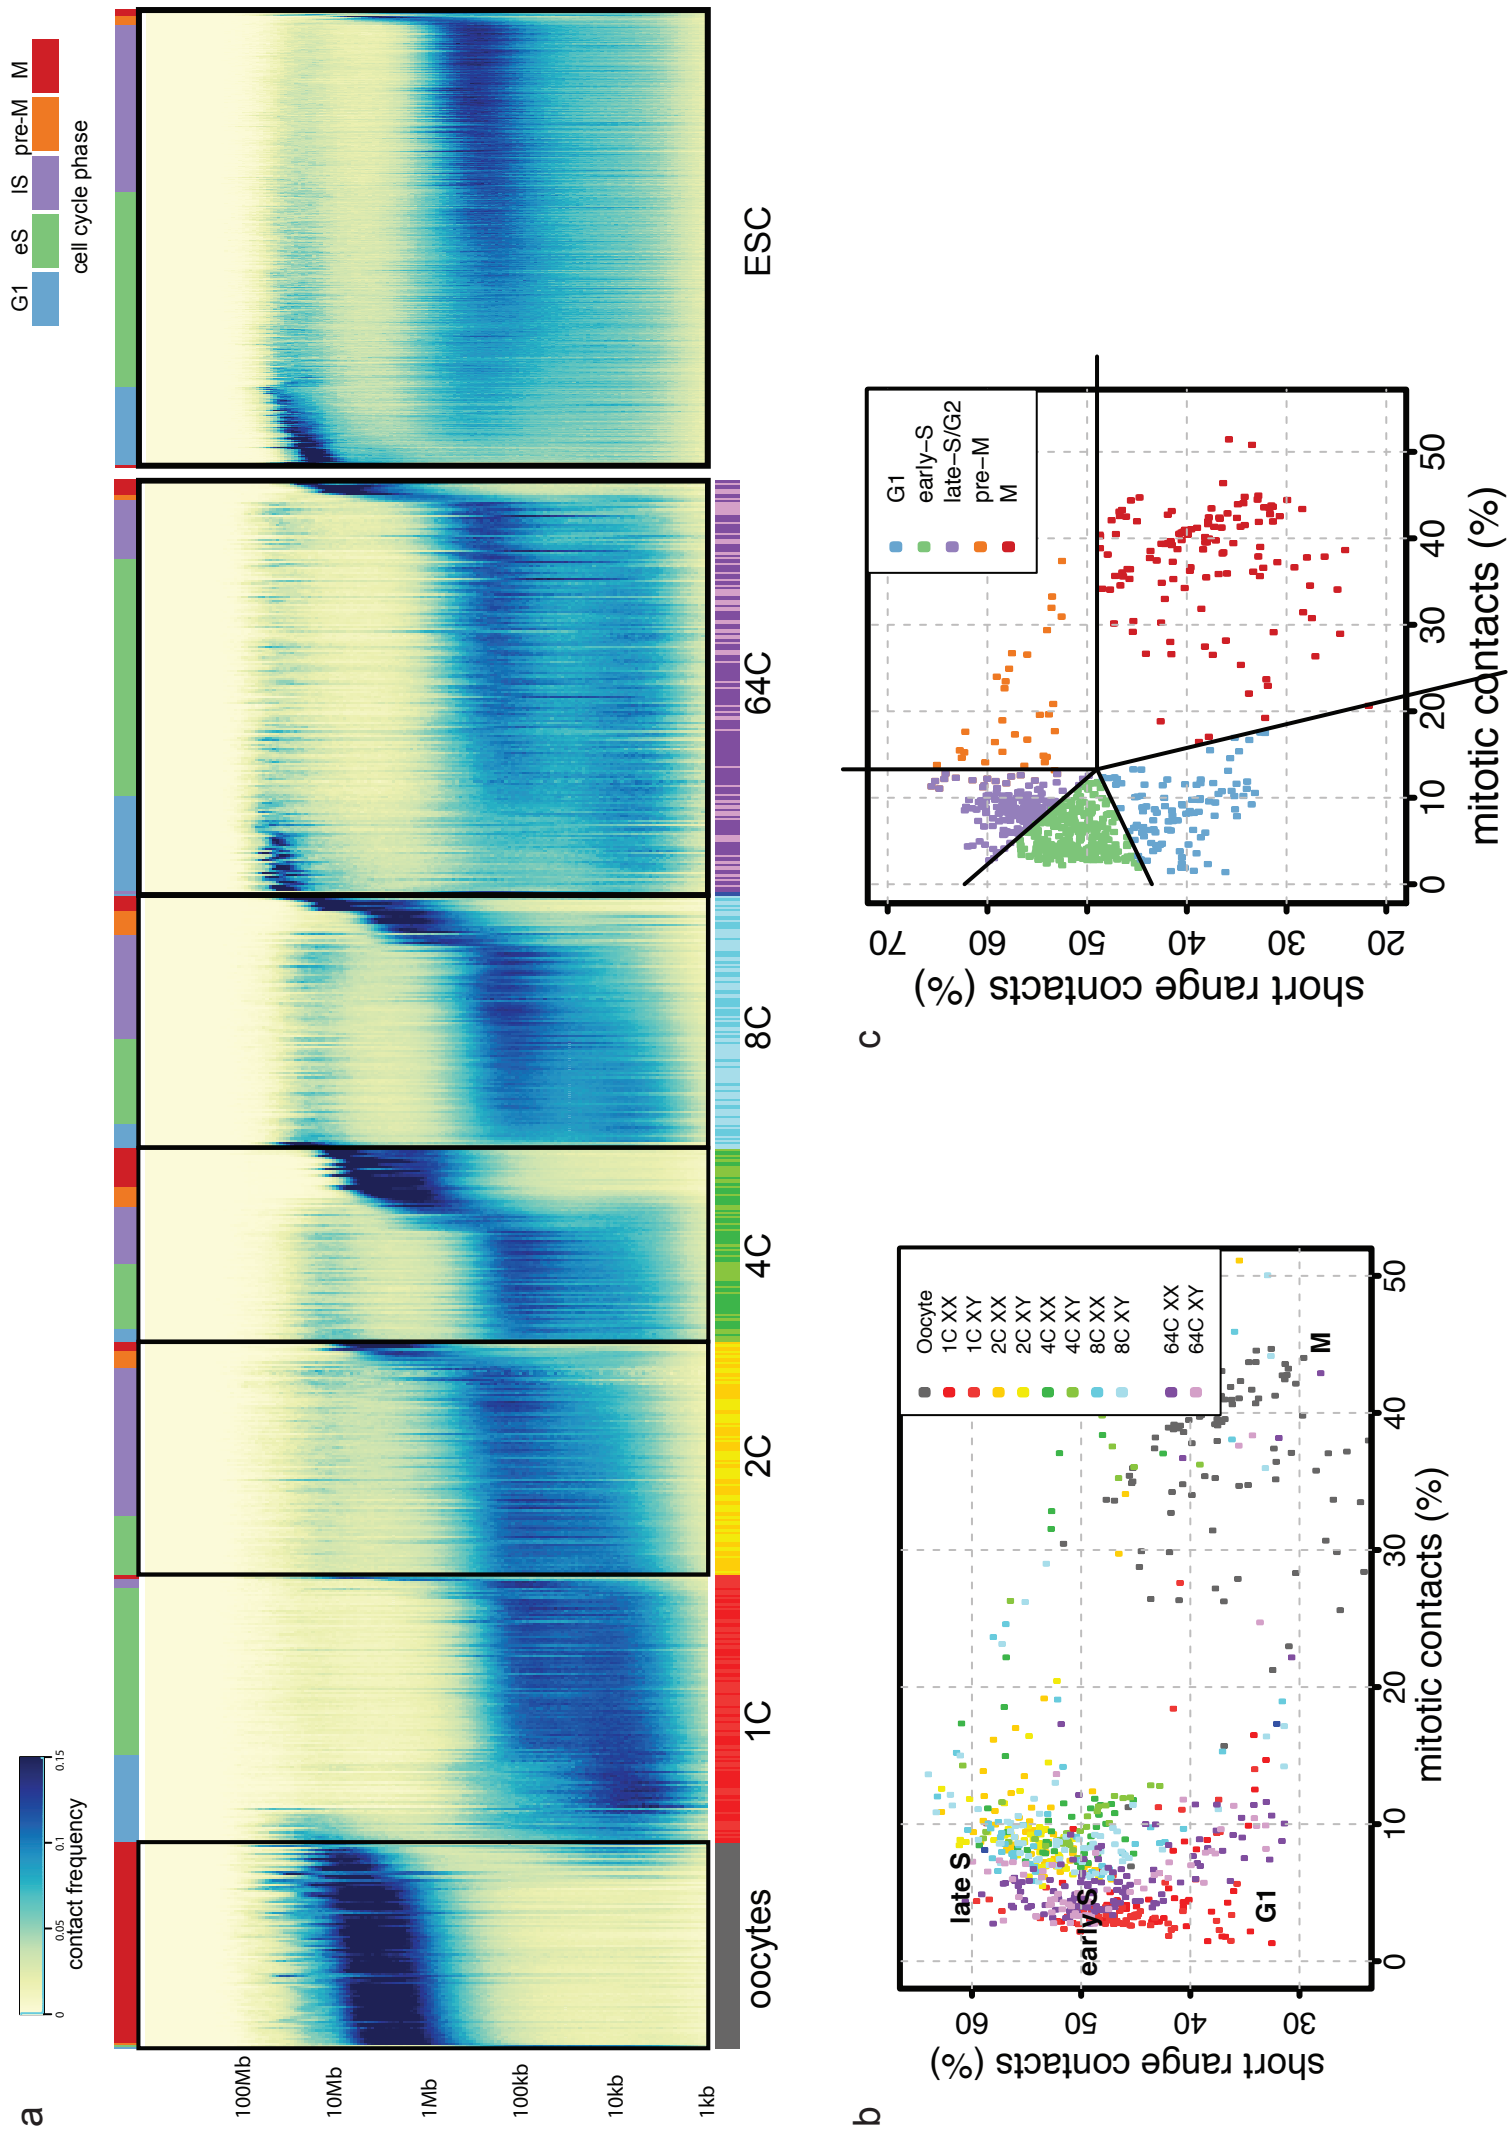 a
0
0.05
0.1
0.15
contact frequency
G1 eS lS pre-M M
cell cycle phase
100Mb
10Mb
1Mb
100kb
10kb
1kb
oocytes 1C 2C 4C 8C 64C ESC
b
short range contacts (%)
60
50
40
30
late S
early S
G1
M
Oocyte
1C XX
1C XY
2C XX
2C XY
4C XX
4C XY
8C XX
8C XY
64C XX
64C XY
0 10 20 30 40 50
mitotic contacts (%)
c
short range contacts (%)
70
60
50
40
30
20
G1
early−S
late−S/G2
pre−M
M
0 10 20 30 40 50
mitotic contacts (%)